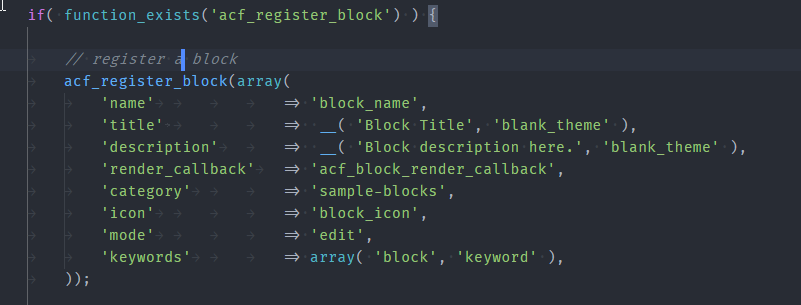 if( function_exists('acf_register_block') ) {
// register a block
acf_register_block(array(
'name' => 'block_name',
'title' => __( 'Block Title', 'blank_theme' ),
'description' => __( 'Block description here.', 'blank_theme' ),
'render_callback' => 'acf_block_render_callback',
'category' => 'sample-blocks',
'icon' => 'block_icon',
'mode' => 'edit',
'keywords' => array( 'block', 'keyword' ),
));